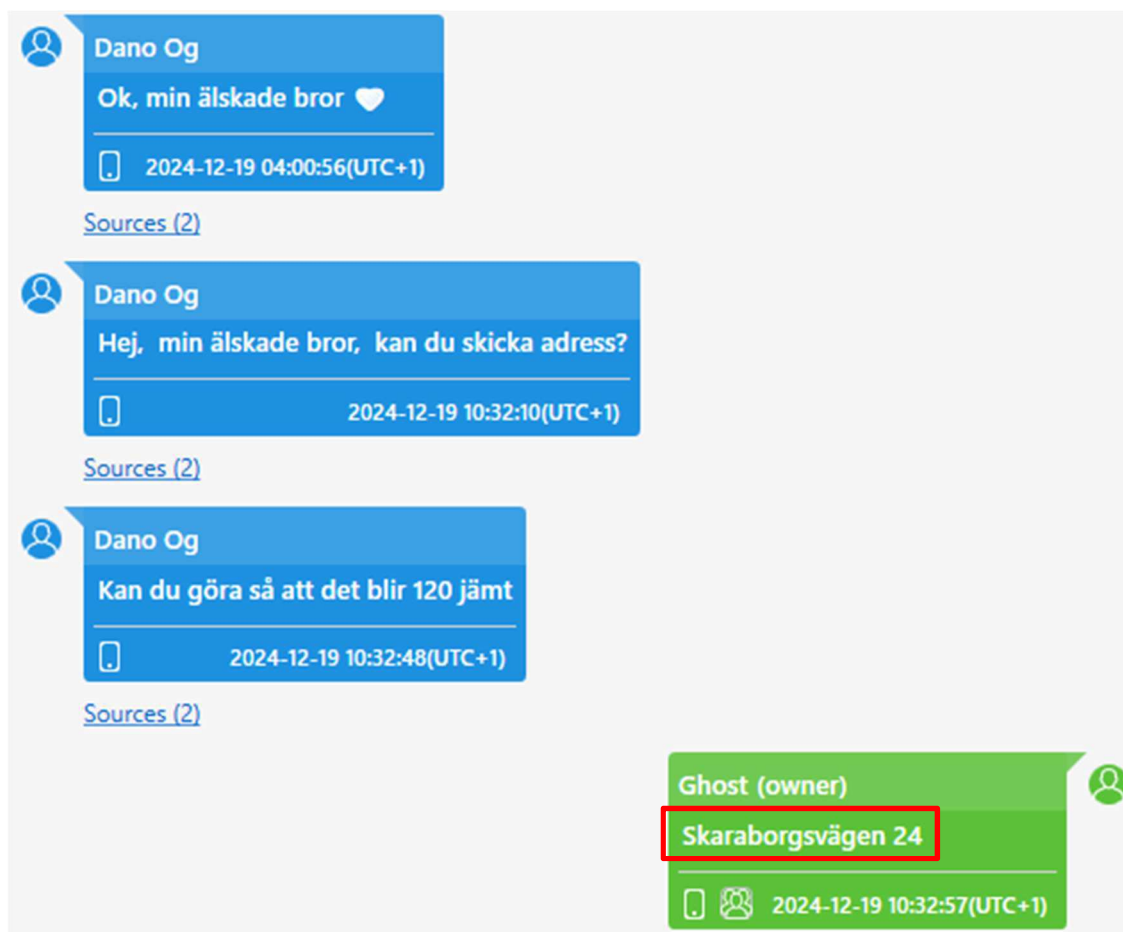 Dano Og
Ok, min älskade bror 🤍
2024-12-19 04:00:56(UTC+1)
Sources (2)
Dano Og
Hej, min älskade bror, kan du skicka adress?
2024-12-19 10:32:10(UTC+1)
Sources (2)
Dano Og
Kan du göra så att det blir 120 jämt
2024-12-19 10:32:48(UTC+1)
Sources (2)
Ghost (owner)
Skaraborgsvägen 24
2024-12-19 10:32:57(UTC+1)